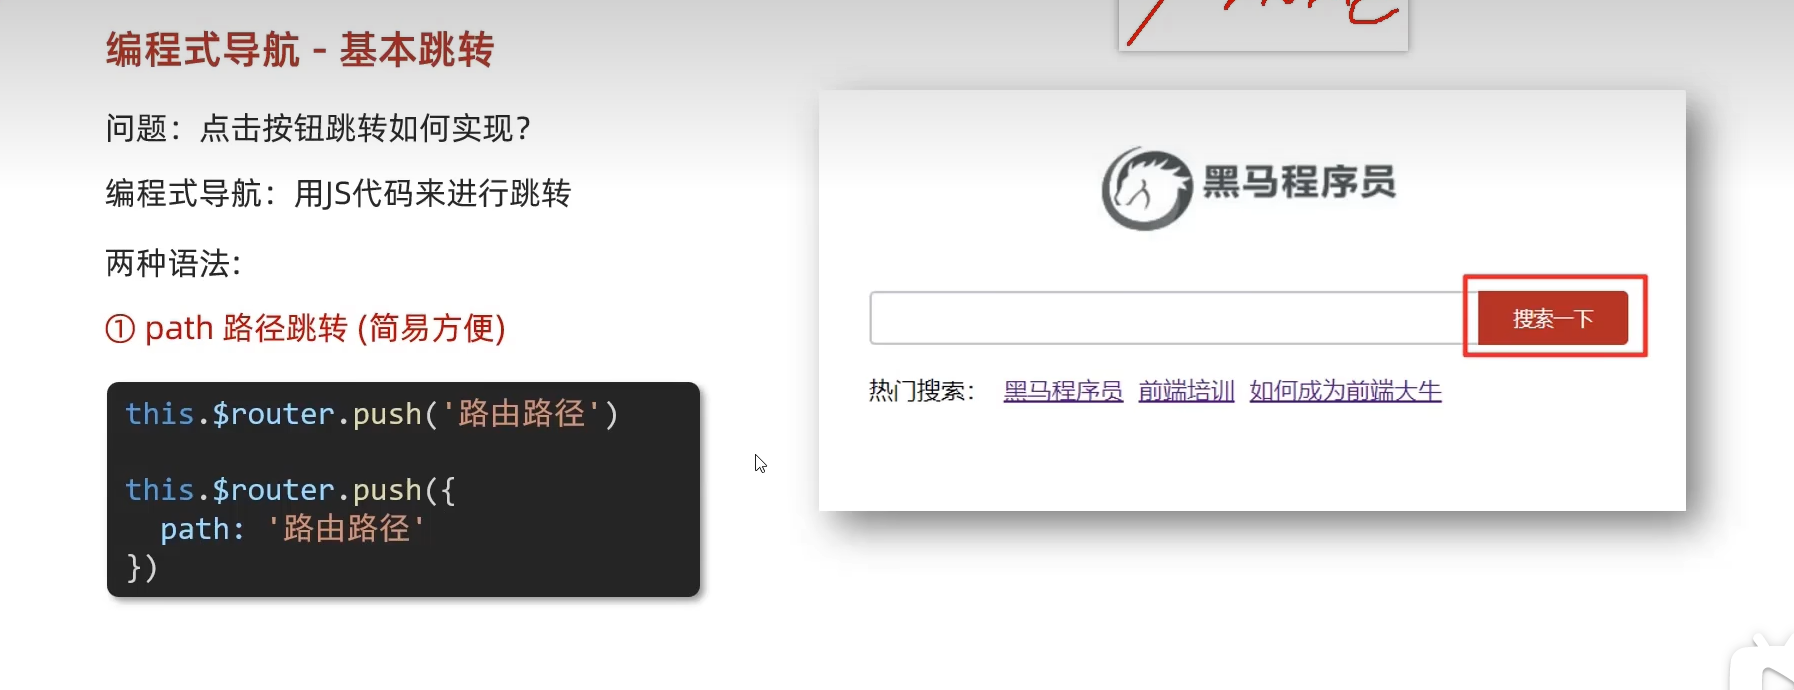 编程式导航 - 基本跳转
问题：点击按钮跳转如何实现？
编程式导航：用JS代码来进行跳转
两种语法：
① path 路径跳转 (简易方便)
this.$router.push('路由路径')
this.$router.push({
  path: '路由路径'
})
黑马程序员
搜索一下
热门搜索： 黑马程序员 前端培训 如何成为前端大牛